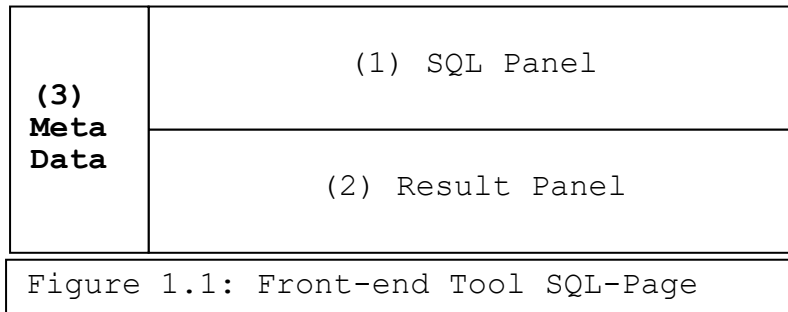 (3)
Meta
Data
(1) SQL Panel
(2) Result Panel
Figure 1.1: Front-end Tool SQL-Page